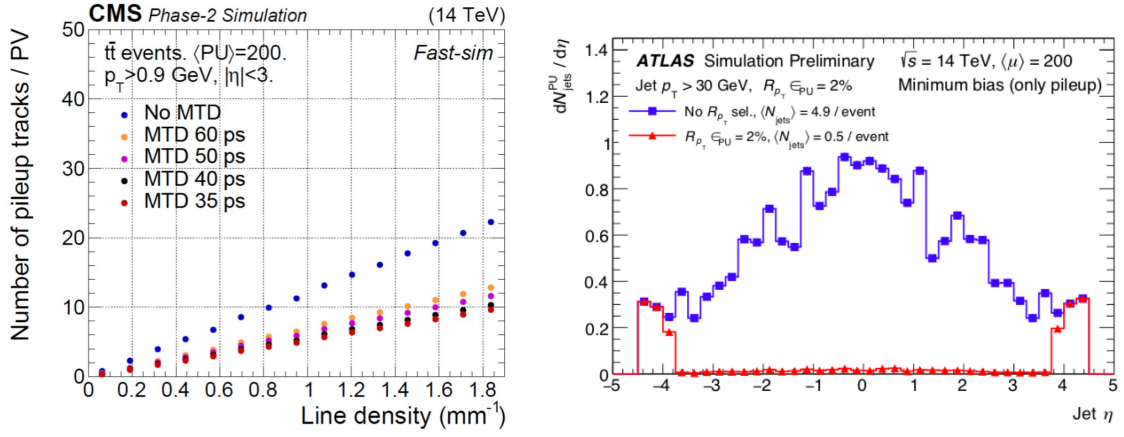 CMS Phase-2 Simulation (14 TeV)
Number of pileup tracks / PV
50
40
30
20
10
0
tt̄ events. ⟨PU⟩=200.
p_T>0.9 GeV, |η|<3.
Fast-sim
No MTD
MTD 60 ps
MTD 50 ps
MTD 40 ps
MTD 35 ps
0 0.2 0.4 0.6 0.8 1 1.2 1.4 1.6 1.8
Line density (mm⁻¹)
dN^PU_jets / dη
1.4
1.2
1
0.8
0.6
0.4
0.2
0
ATLAS Simulation Preliminary
√s = 14 TeV, ⟨μ⟩ = 200
Jet p_T > 30 GeV, R_pT ∈_PU = 2%
Minimum bias (only pileup)
No R_pT sel., ⟨N_jets⟩ = 4.9 / event
R_pT ∈_PU = 2%, ⟨N_jets⟩ = 0.5 / event
−5 −4 −3 −2 −1 0 1 2 3 4 5
Jet η